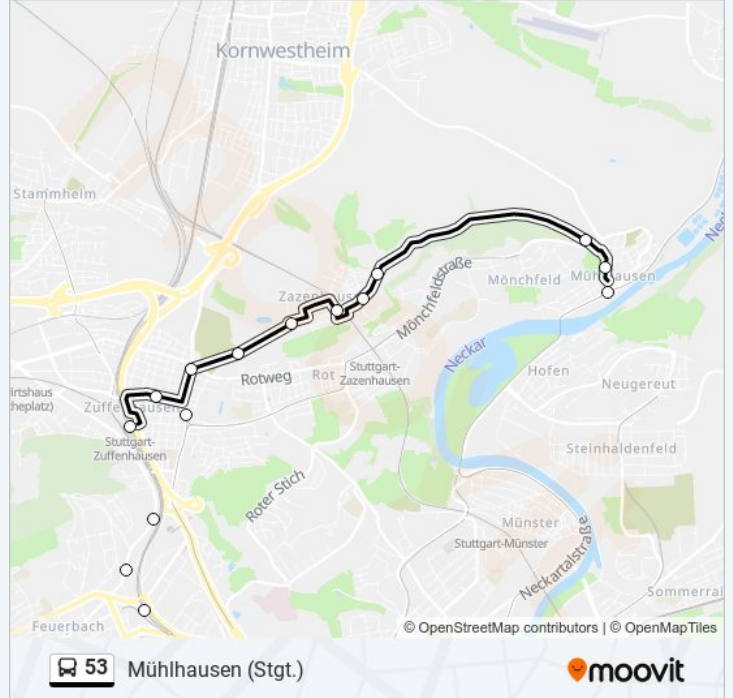 Kornwestheim
Stammheim
Neckar
Mönchfeldstraße
Mönchfeld
Mühlhausen
Zazenhausen
Neckar
Hofen
Rotweg
Rot
Stuttgart-
Zazenhausen
Neugereut
Zuffenhausen
Stuttgart-
Zuffenhausen
Steinhaldenfeld
Roter Stich
Münster
Stuttgart-Münster
Neckartalstraße
Sommerrai
Feuerbach
© OpenStreetMap contributors | © OpenMapTiles
53 Mühlhausen (Stgt.)
moovit